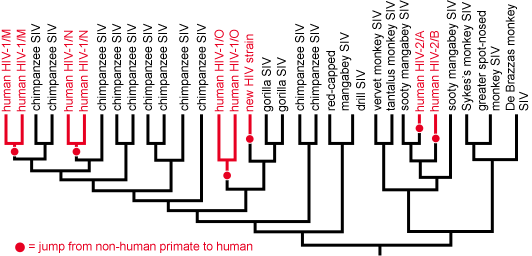 human HIV-1/M
human HIV-1/M
chimpanzee SIV
chimpanzee SIV
human HIV-1/N
human HIV-1/N
chimpanzee SIV
chimpanzee SIV
chimpanzee SIV
chimpanzee SIV
chimpanzee SIV
chimpanzee SIV
chimpanzee SIV
human HIV-1/O
human HIV-1/O
new HIV strain
gorilla SIV
gorilla SIV
chimpanzee SIV
chimpanzee SIV
red-capped
mangabey SIV
drill SIV
vervet monkey SIV
tantalus monkey SIV
sooty mangabey SIV
human HIV-2/A
human HIV-2/B
sooty mangabey SIV
Sykes's monkey SIV
greater spot-nosed
monkey SIV
De Brazzas monkey
SIV
= jump from non-human primate to human